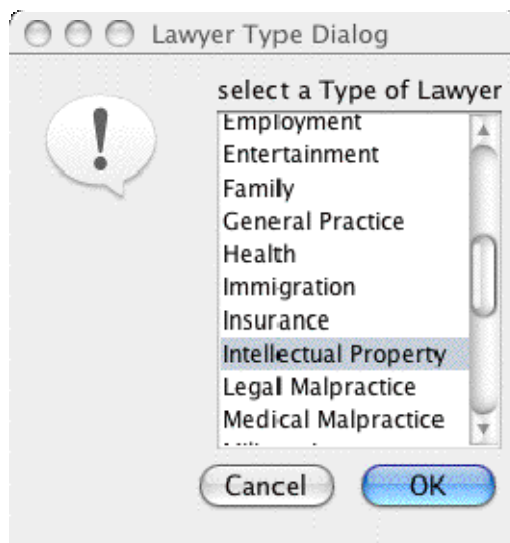 Lawyer Type Dialog
select a Type of Lawyer
Employment
Entertainment
Family
General Practice
Health
Immigration
Insurance
Intellectual Property
Legal Malpractice
Medical Malpractice
Cancel
OK